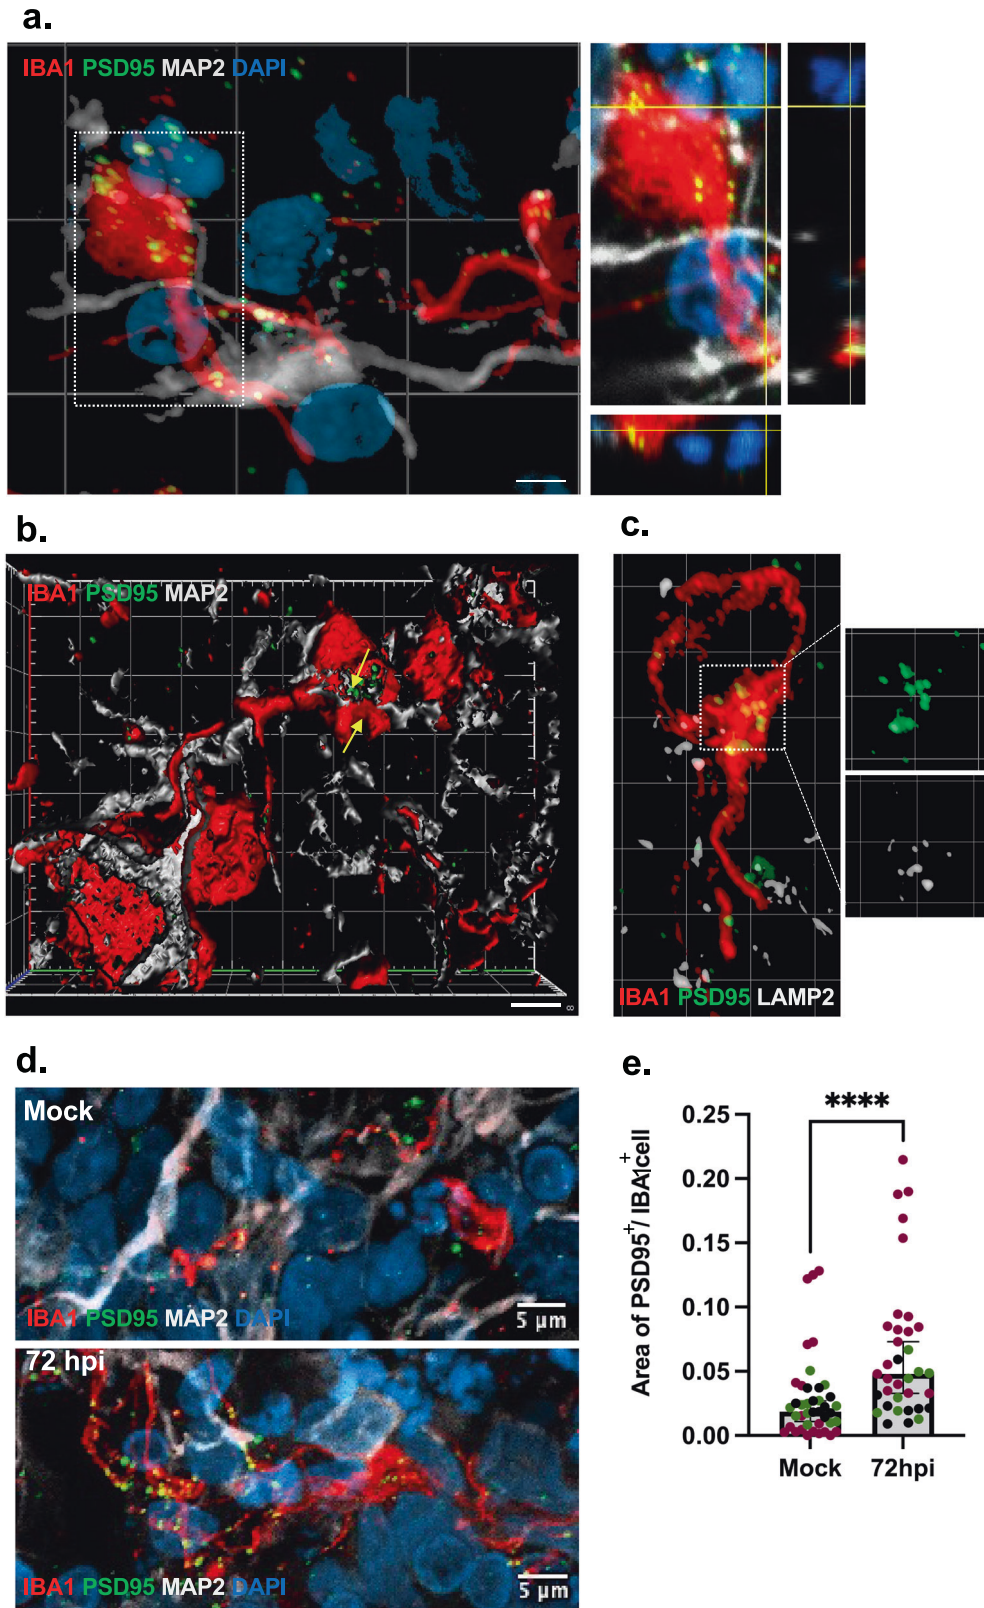 a.
IBA1 PSD95 MAP2 DAPI
b.
IBA1 PSD95 MAP2
c.
IBA1 PSD95 LAMP2
d.
Mock
IBA1 PSD95 MAP2 DAPI
5 µm
72 hpi
IBA1 PSD95 MAP2 DAPI
5 µm
e.
****
Area of PSD95+/ IBA1+cell
0.25
0.20
0.15
0.10
0.05
0.00
Mock
72hpi